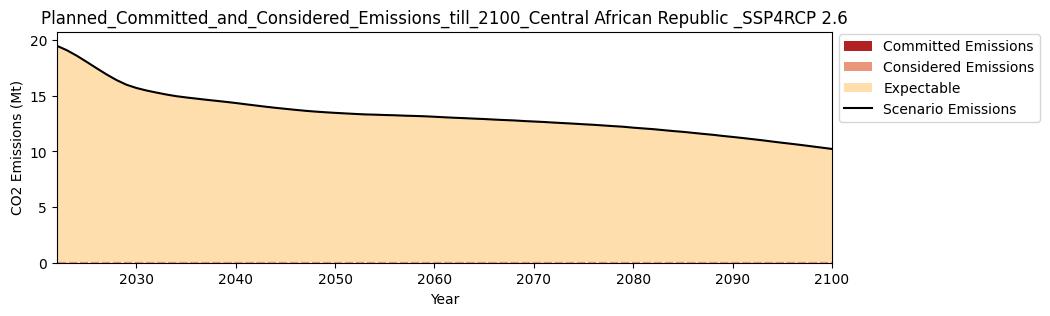 Planned_Committed_and_Considered_Emissions_till_2100_Central African Republic _SSP4RCP 2.6
CO2 Emissions (Mt)
20
15
10
5
0
2030 2040 2050 2060 2070 2080 2090 2100
Year
Committed Emissions
Considered Emissions
Expectable
Scenario Emissions